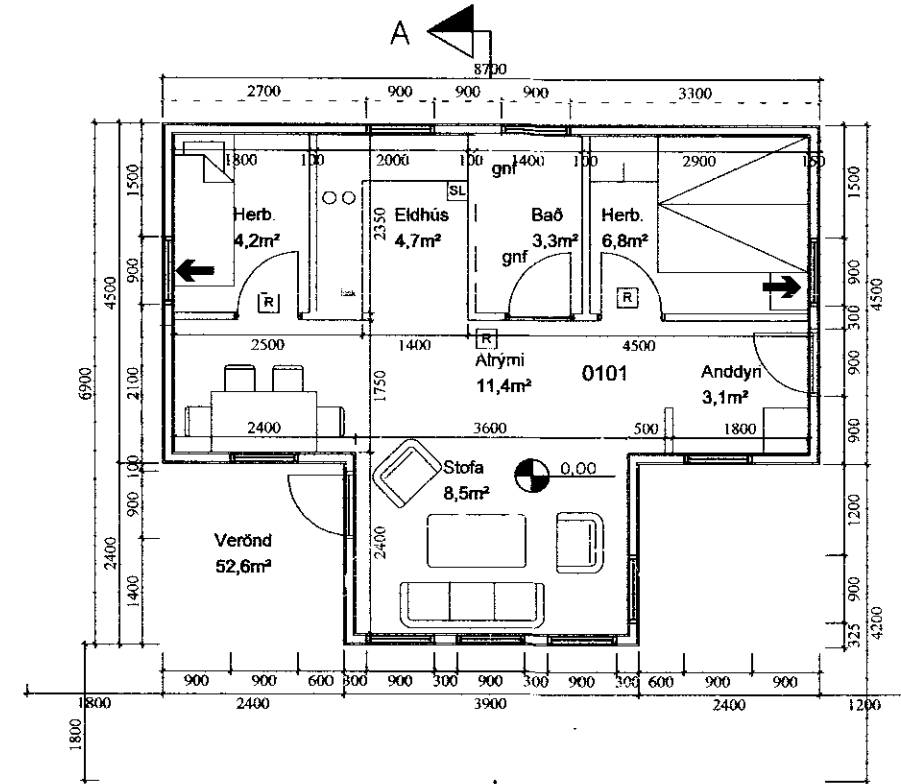 A
8700
2700 900 900 900 3300
1800 100 2000 100 1400 100 2900 150
gnf
SL
Herb.
4,2m²
Eldhús
4,7m²
Bað
3,3m²
Herb.
6,8m²
gnf
2350
R
R
1500
900
2100
100
900
1400
4500
2400
6900
1500
900
300
900
900
1200
900
325
4500
4200
2500 1400 4500
R
Alrými
11,4m²
0101
Anddyri
3,1m²
1750
2400 3600 500 1800
Stofa
8,5m²
0,00
2400
Verönd
52,6m²
900 900 600 300 900 300 900 300 900 300 600 900 900
1800 2400 3900 2400 1200
1800